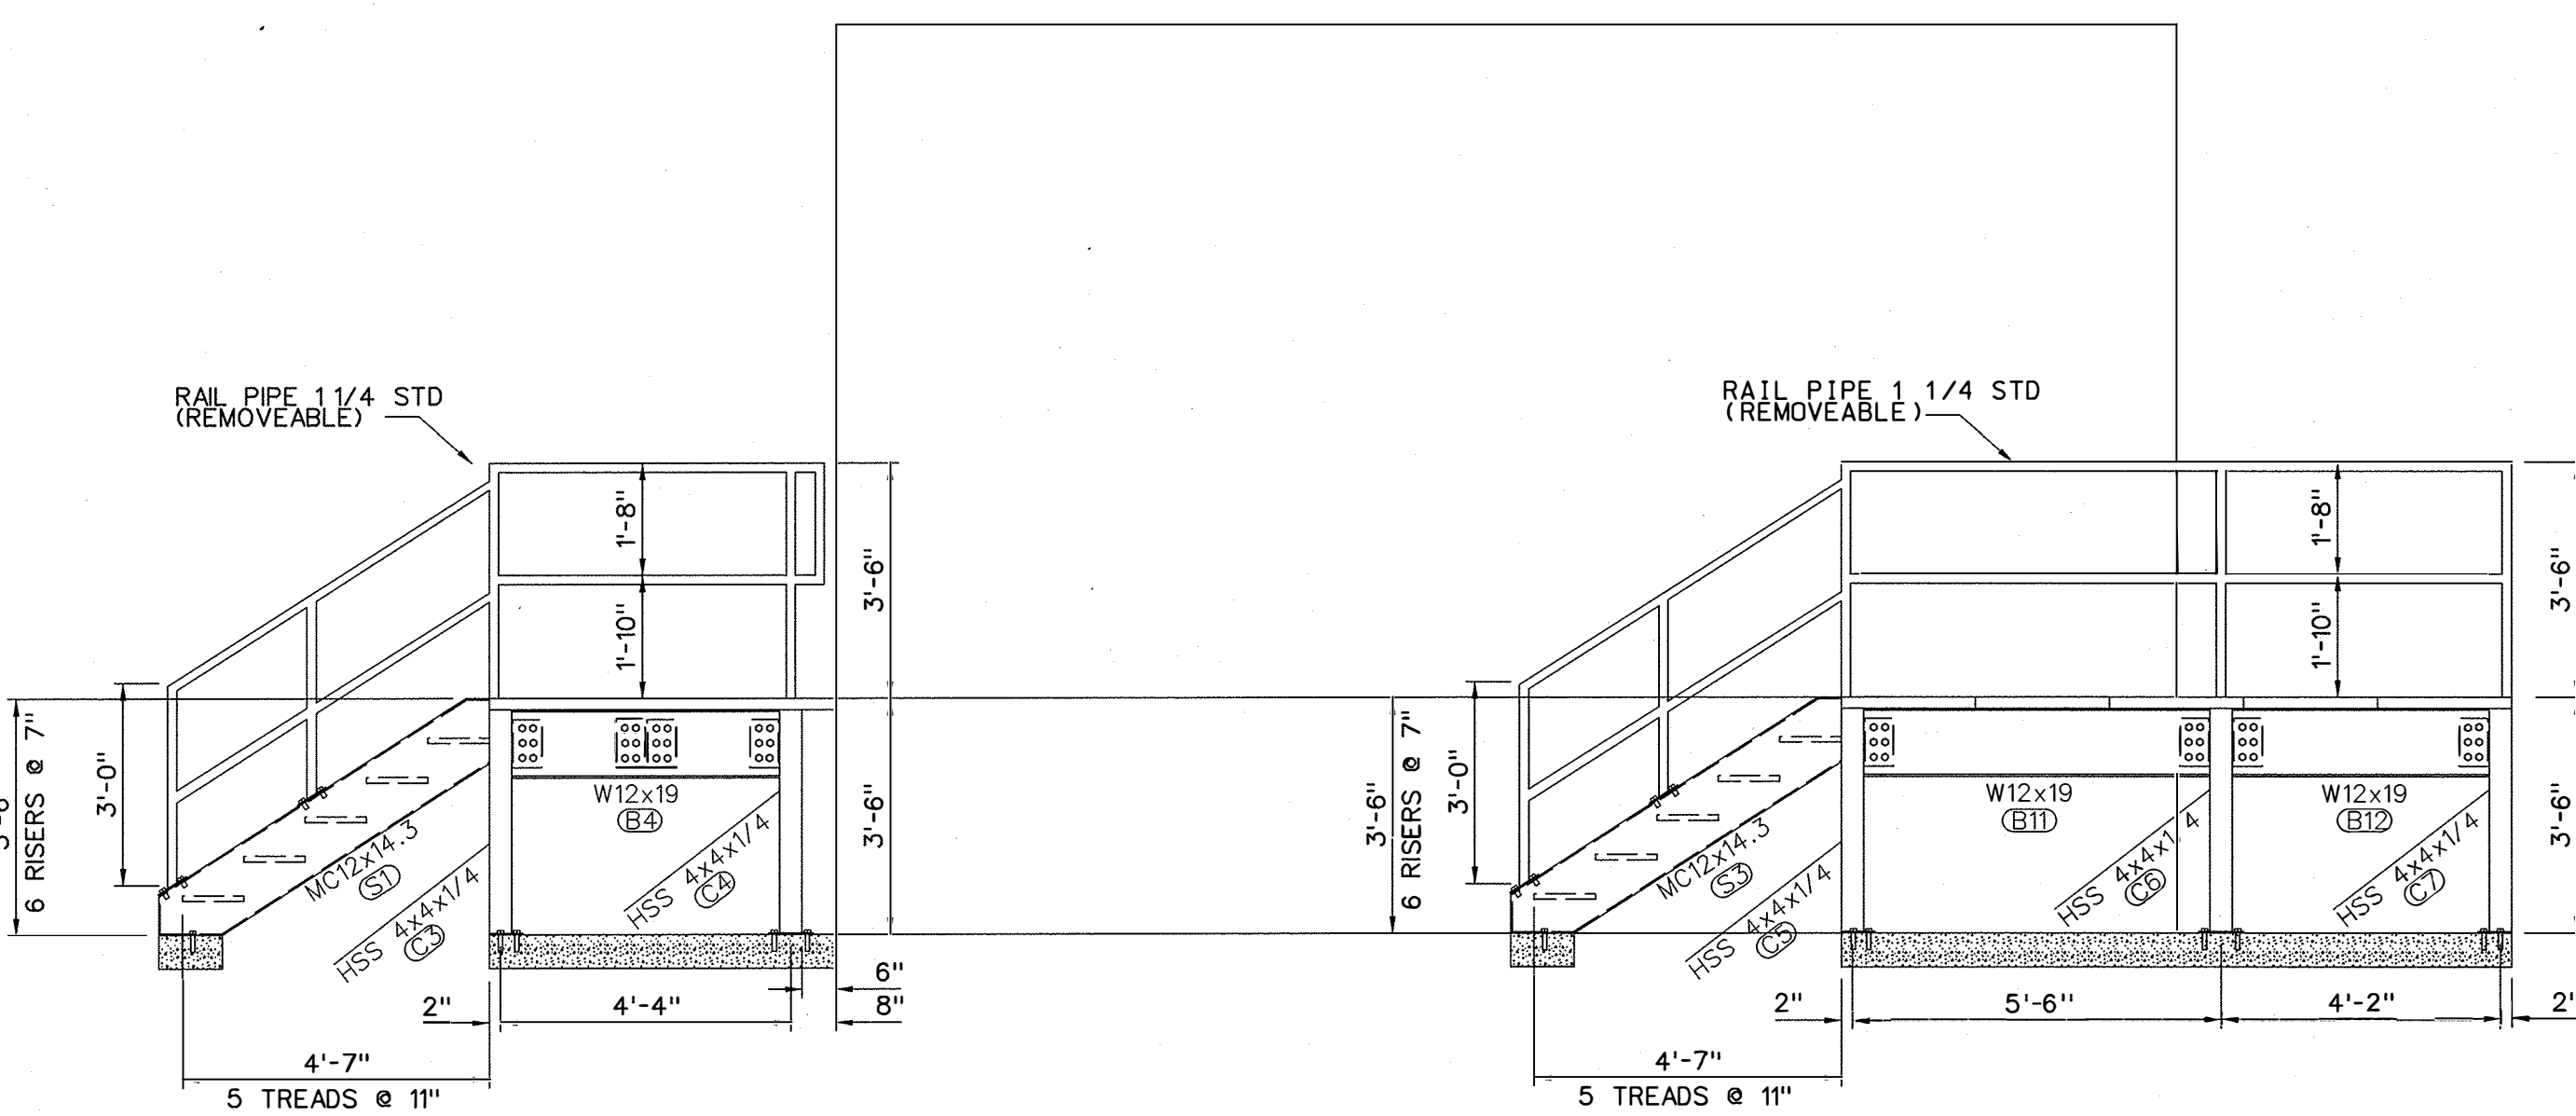 RAIL PIPE 1 1/4 STD
(REMOVEABLE)
1'-8"
1'-10"
3'-6"
3'-6"
6 RISERS @ 7"
3'-0"
W12x19
B4
MC12x14.3
S1
HSS 4x4x1/4
C3
HSS 4x4x1/4
C4
6"
8"
2"
4'-4"
4'-7"
5 TREADS @ 11"
RAIL PIPE 1 1/4 STD
(REMOVEABLE)
1'-8"
1'-10"
3'-6"
3'-6"
3'-6"
6 RISERS @ 7"
3'-0"
W12x19
B11
W12x19
B12
MC12x14.3
S3
HSS 4x4x1/4
C5
HSS 4x4x1/4
C6
HSS 4x4x1/4
C7
2"
5'-6"
4'-2"
4'-7"
5 TREADS @ 11"